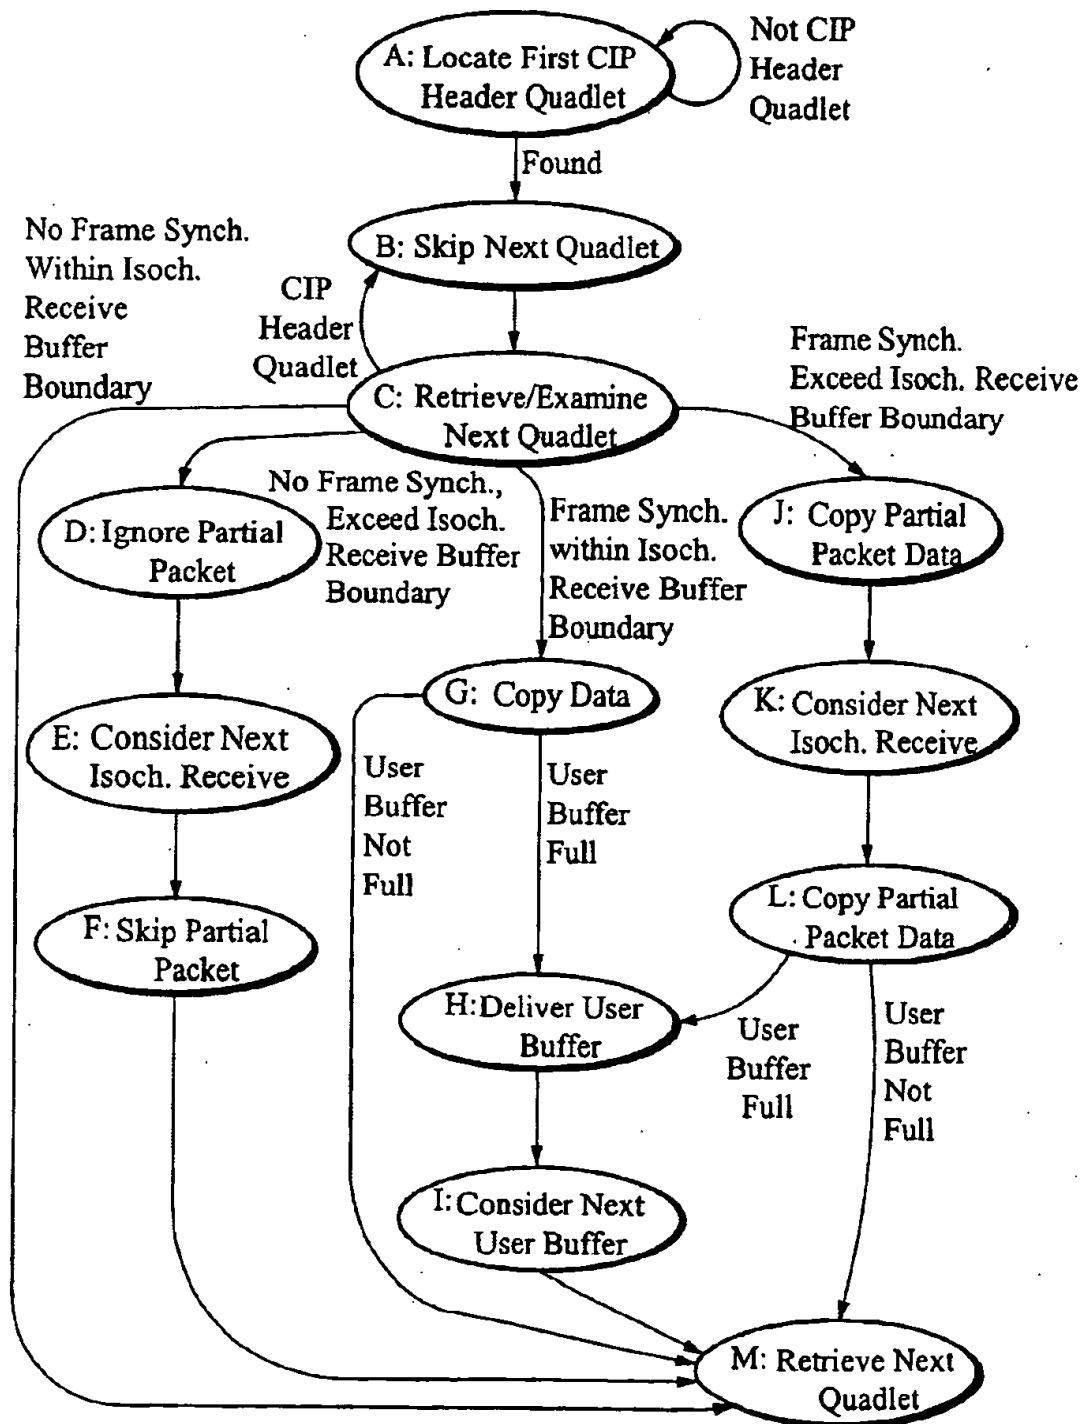 A: Locate First CIP
Header Quadlet
Not CIP
Header
Quadlet
Found
B: Skip Next Quadlet
No Frame Synch.
Within Isoch.
Receive
Buffer
Boundary
CIP
Header
Quadlet
C: Retrieve/Examine
Next Quadlet
Frame Synch.
Exceed Isoch. Receive
Buffer Boundary
D: Ignore Partial
Packet
No Frame Synch.,
Exceed Isoch.
Receive Buffer
Boundary
Frame Synch.
within Isoch.
Receive Buffer
Boundary
J: Copy Partial
Packet Data
E: Consider Next
Isoch. Receive
G: Copy Data
K: Consider Next
Isoch. Receive
User
Buffer
Not
Full
User
Buffer
Full
F: Skip Partial
Packet
L: Copy Partial
Packet Data
H: Deliver User
Buffer
User
Buffer
Full
User
Buffer
Not
Full
I: Consider Next
User Buffer
M: Retrieve Next
Quadlet